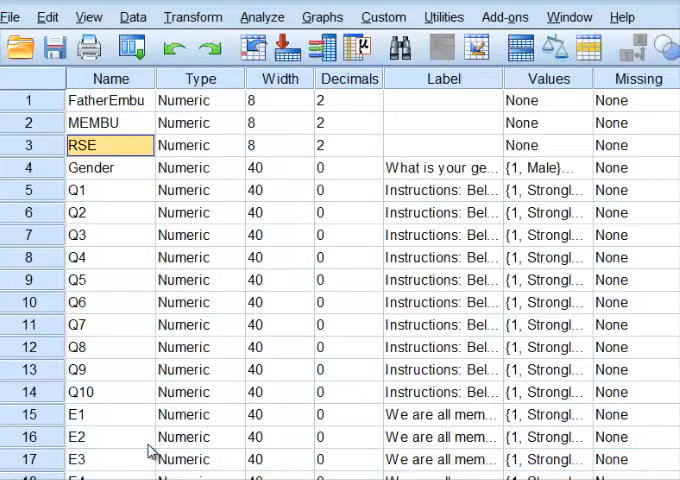 File Edit View Data Transform Analyze Graphs Custom Utilities Add-ons Window Help
Name Type Width Decimals Label Values Missing
1 FatherEmbu Numeric 8 2 None None
2 MEMBU Numeric 8 2 None None
3 RSE Numeric 8 2 None None
4 Gender Numeric 40 0 What is your ge... {1, Male}... None
5 Q1 Numeric 40 0 Instructions: Bel... {1, Strongl... None
6 Q2 Numeric 40 0 Instructions: Bel... {1, Strongl... None
7 Q3 Numeric 40 0 Instructions: Bel... {1, Strongl... None
8 Q4 Numeric 40 0 Instructions: Bel... {1, Strongl... None
9 Q5 Numeric 40 0 Instructions: Bel... {1, Strongl... None
10 Q6 Numeric 40 0 Instructions: Bel... {1, Strongl... None
11 Q7 Numeric 40 0 Instructions: Bel... {1, Strongl... None
12 Q8 Numeric 40 0 Instructions: Bel... {1, Strongl... None
13 Q9 Numeric 40 0 Instructions: Bel... {1, Strongl... None
14 Q10 Numeric 40 0 Instructions: Bel... {1, Strongl... None
15 E1 Numeric 40 0 We are all mem... {1, Strongl... None
16 E2 Numeric 40 0 We are all mem... {1, Strongl... None
17 E3 Numeric 40 0 We are all mem... {1, Strongl... None